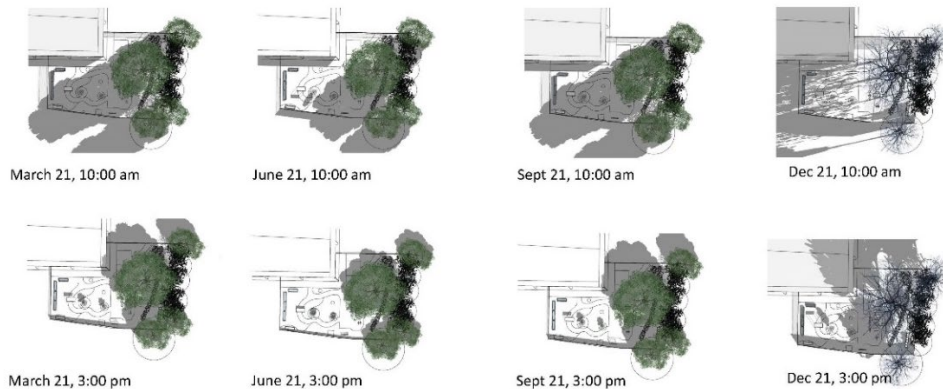 March 21, 10:00 am
June 21, 10:00 am
Sept 21, 10:00 am
Dec 21, 10:00 am
March 21, 3:00 pm
June 21, 3:00 pm
Sept 21, 3:00 pm
Dec 21, 3:00 pm